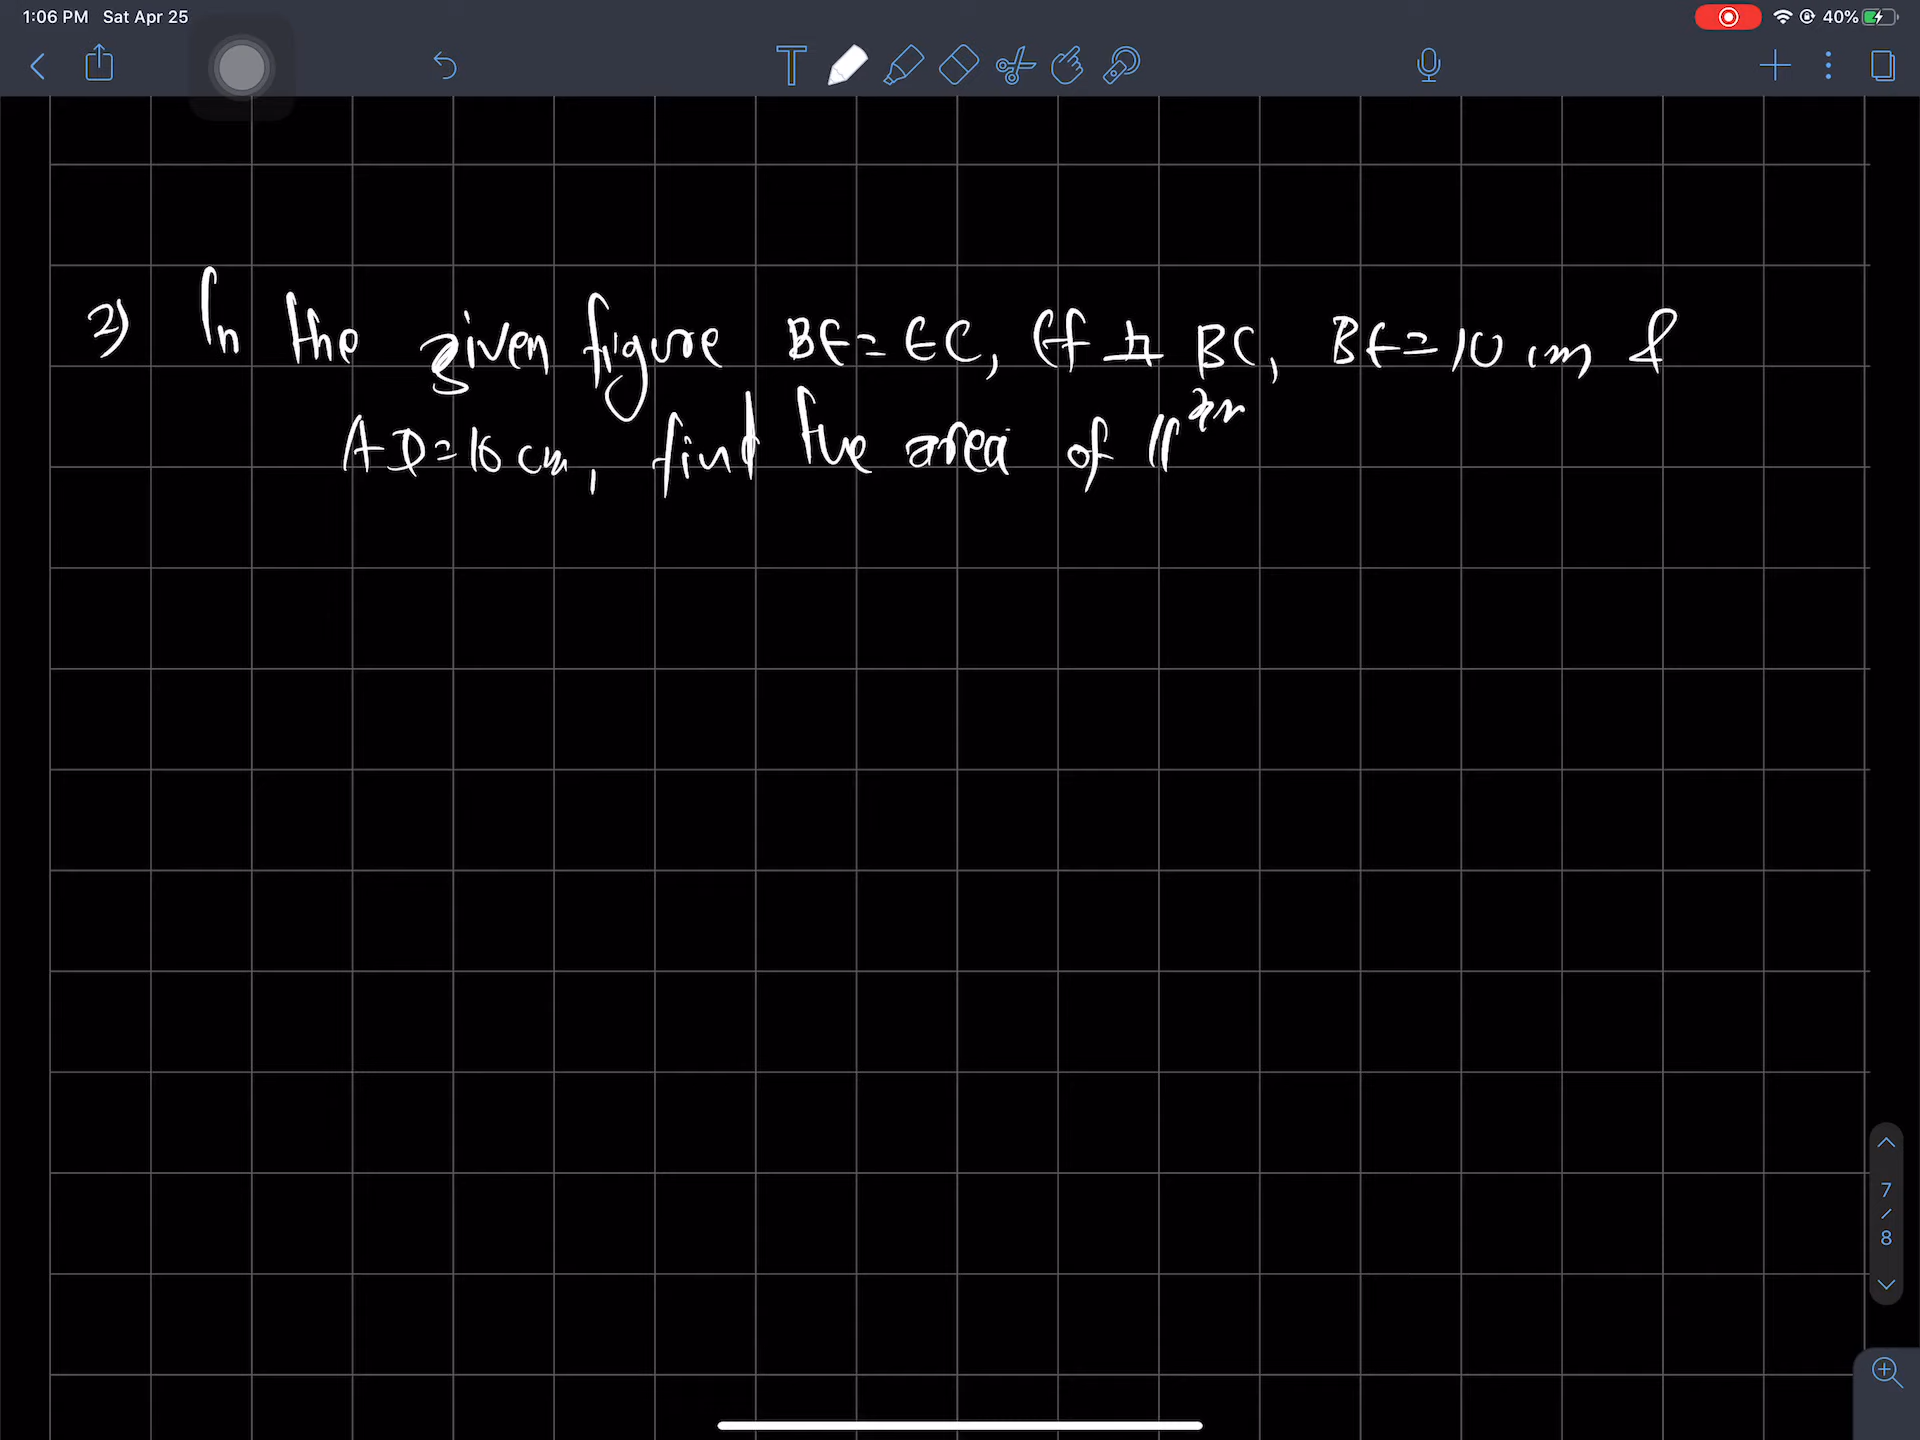 1:06 PM Sat Apr 25
40%
2) In the given figure BE = EC, EF ⊥ BC, BE = 10 cm &
AD = 16 cm, find the area of ||gm
7
/
8